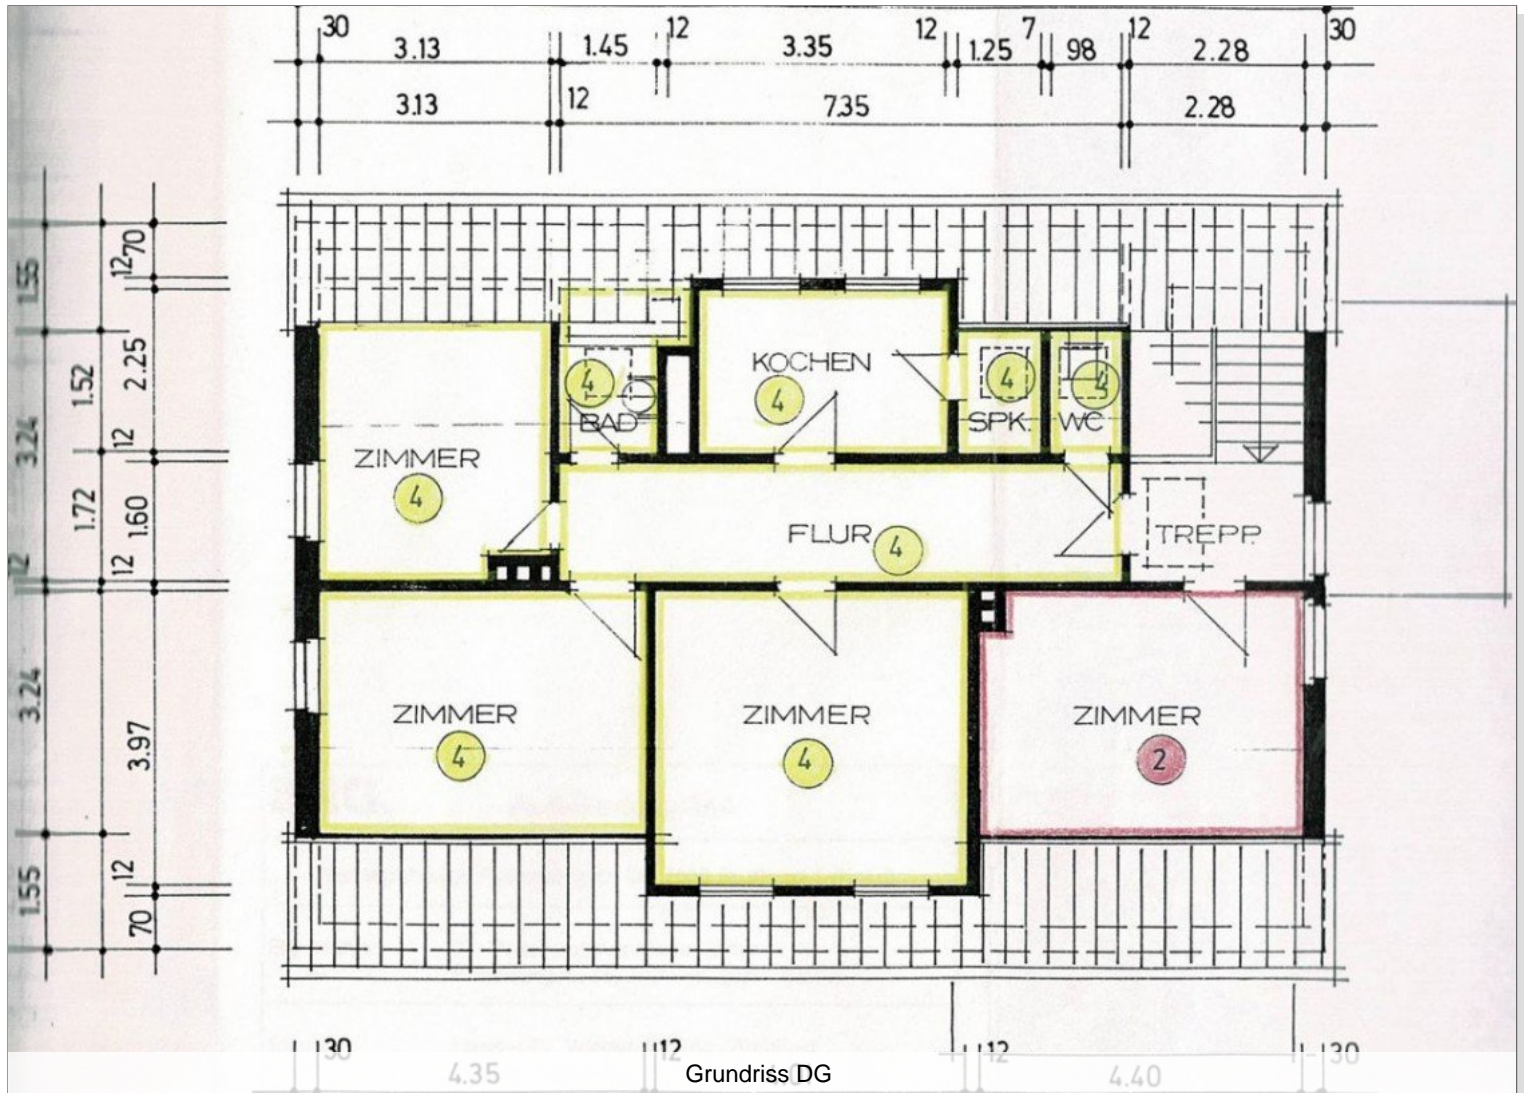 30 3.13 1.45 12 3.35 12 1.25 7 98 12 2.28 30
3.13 12 7.35 2.28
1.55 3.24 12 3.24 1.55
1.52 1.72
70 12 2.25 12 1.60 12 3.97 12 70
KOCHEN
4
4
4
4
BAD
SPK.
WC
ZIMMER
4
FLUR
4
TREPP.
ZIMMER
4
ZIMMER
4
ZIMMER
2
30 12 12 30
4.35 4.40
Grundriss DG